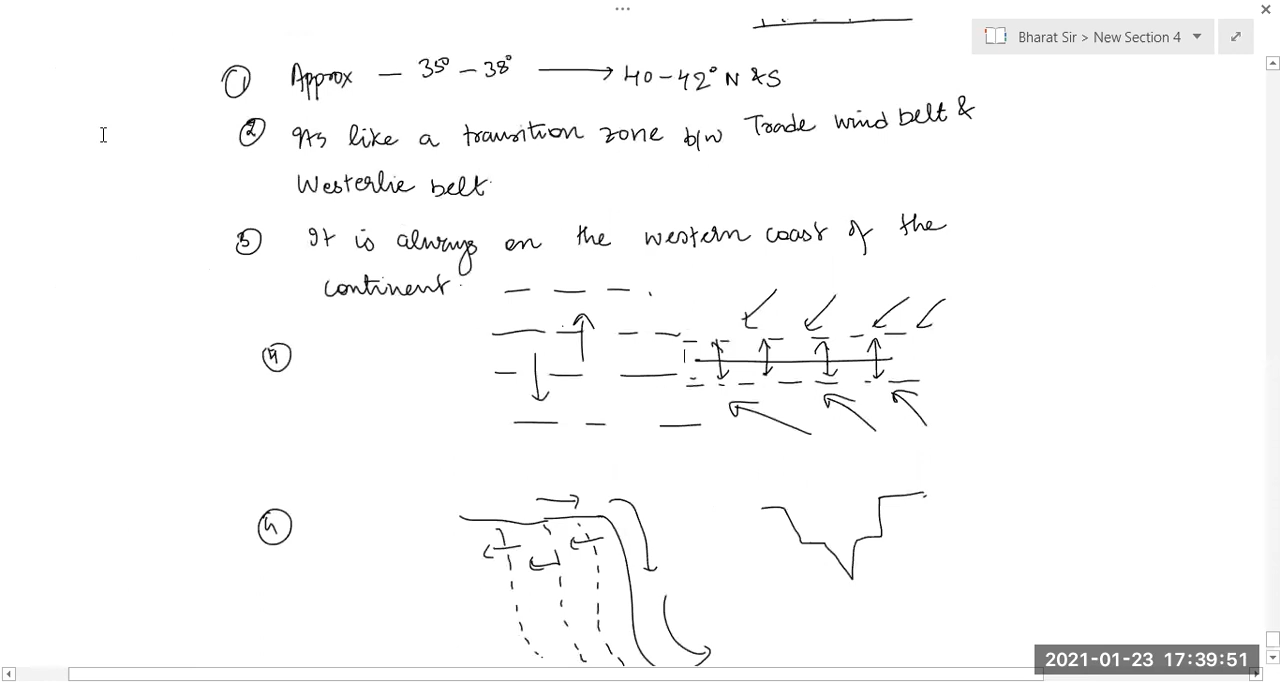 Bharat Sir > New Section 4
① Approx — 35° – 38° ⟶ 40-42° N & S
② Its like a transition zone b/w Trade wind belt &
Westerlie belt.
③ It is always on the western coast of the
continent.
④
⑤
2021-01-23 17:39:51